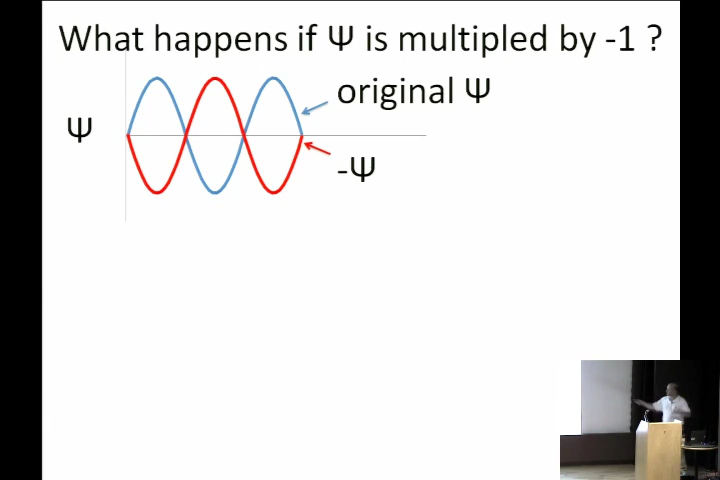 What happens if Ψ is multipled by -1 ?
original Ψ
Ψ
-Ψ